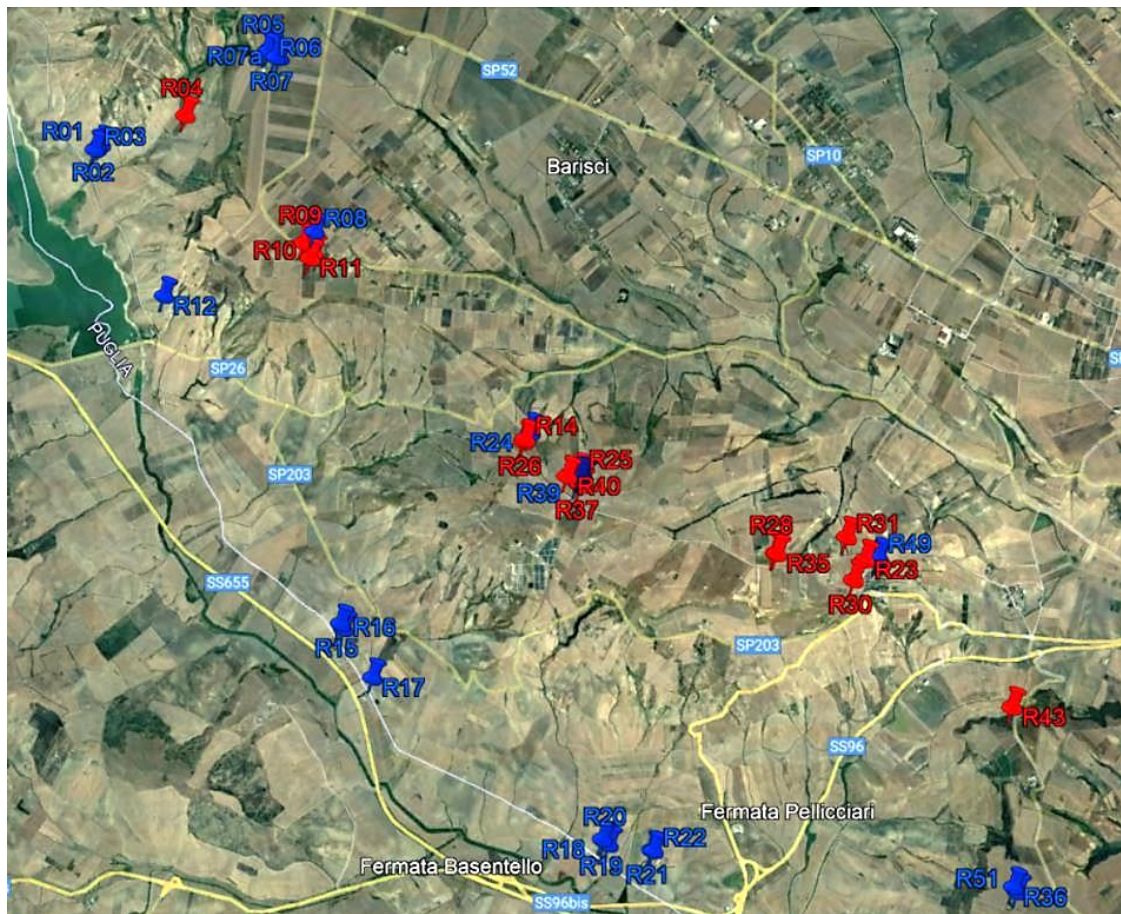 R05
R07a R06
R07
SP52
R04
R01 R03
R02
SP10
Barisci
R09 R08
R10
R11
R12
PUGLIA
SP26
R14
R24
R26
R25
R39 R40
R37
SP203
R28 R31
R49
R35 R23
R30
SS655
R16
R15
SP203
R17
R43
SS96
Fermata Pellicciari
R20
R18 R22
R19
R21
Fermata Basentello
R51
R36
SS96bis